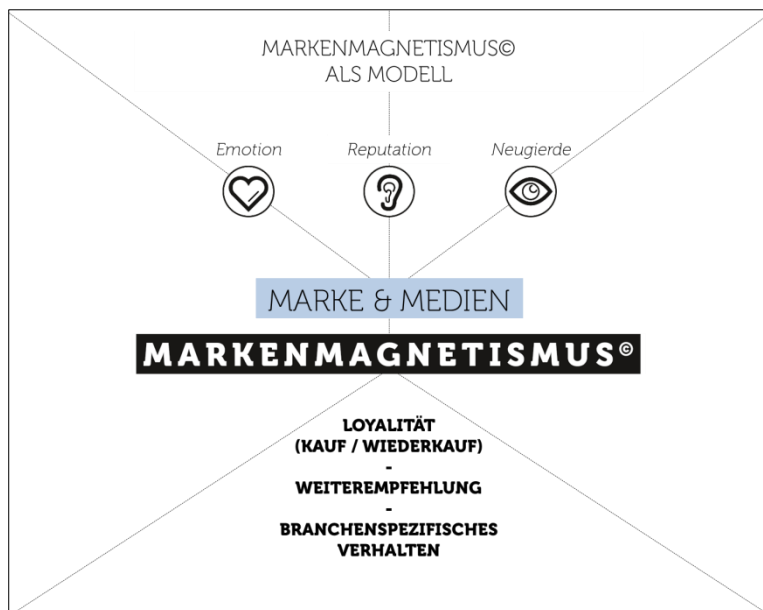 MARKENMAGNETISMUS©
ALS MODELL
Emotion
Reputation
Neugierde
MARKE & MEDIEN
MARKENMAGNETISMUS©
LOYALITÄT
(KAUF / WIEDERKAUF)
-
WEITEREMPFEHLUNG
-
BRANCHENSPEZIFISCHES
VERHALTEN